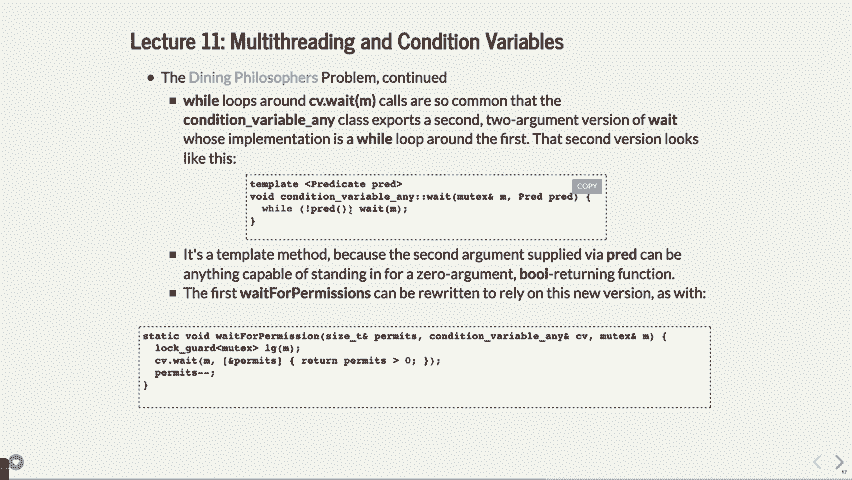 Lecture 11: Multithreading and Condition Variables
The Dining Philosophers Problem, continued
while loops around cv.wait(m) calls are so common that the
condition_variable_any class exports a second, two-argument version of wait
whose implementation is a while loop around the first. That second version looks
like this:
template <Predicate pred>
COPY
void condition_variable_any::wait(mutex& m, Pred pred) {
while (!pred()) wait(m);
}
It's a template method, because the second argument supplied via pred can be
anything capable of standing in for a zero-argument, bool-returning function.
The first waitForPermissions can be rewritten to rely on this new version, as with:
static void waitForPermission(size_t& permits, condition_variable_any& cv, mutex& m) {
lock_guard<mutex> lg(m);
cv.wait(m, [&permits] { return permits > 0; });
permits--;
}